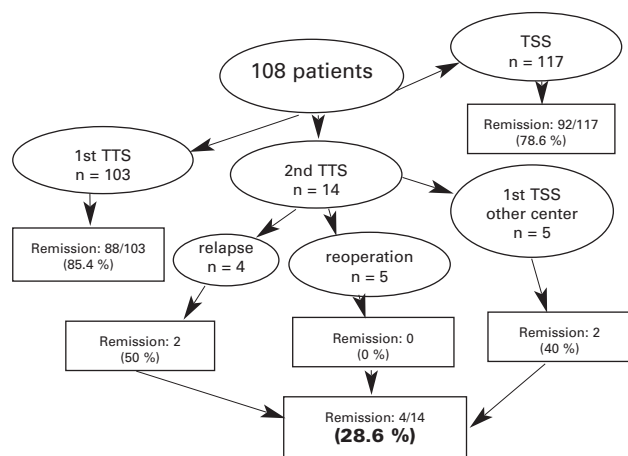 108 patients
TSS
n = 117
Remission: 92/117
(78.6 %)
1st TTS
n = 103
Remission: 88/103
(85.4 %)
2nd TTS
n = 14
1st TSS
other center
n = 5
relapse
n = 4
reoperation
n = 5
Remission: 2
(50 %)
Remission: 0
(0 %)
Remission: 2
(40 %)
Remission: 4/14
(28.6 %)